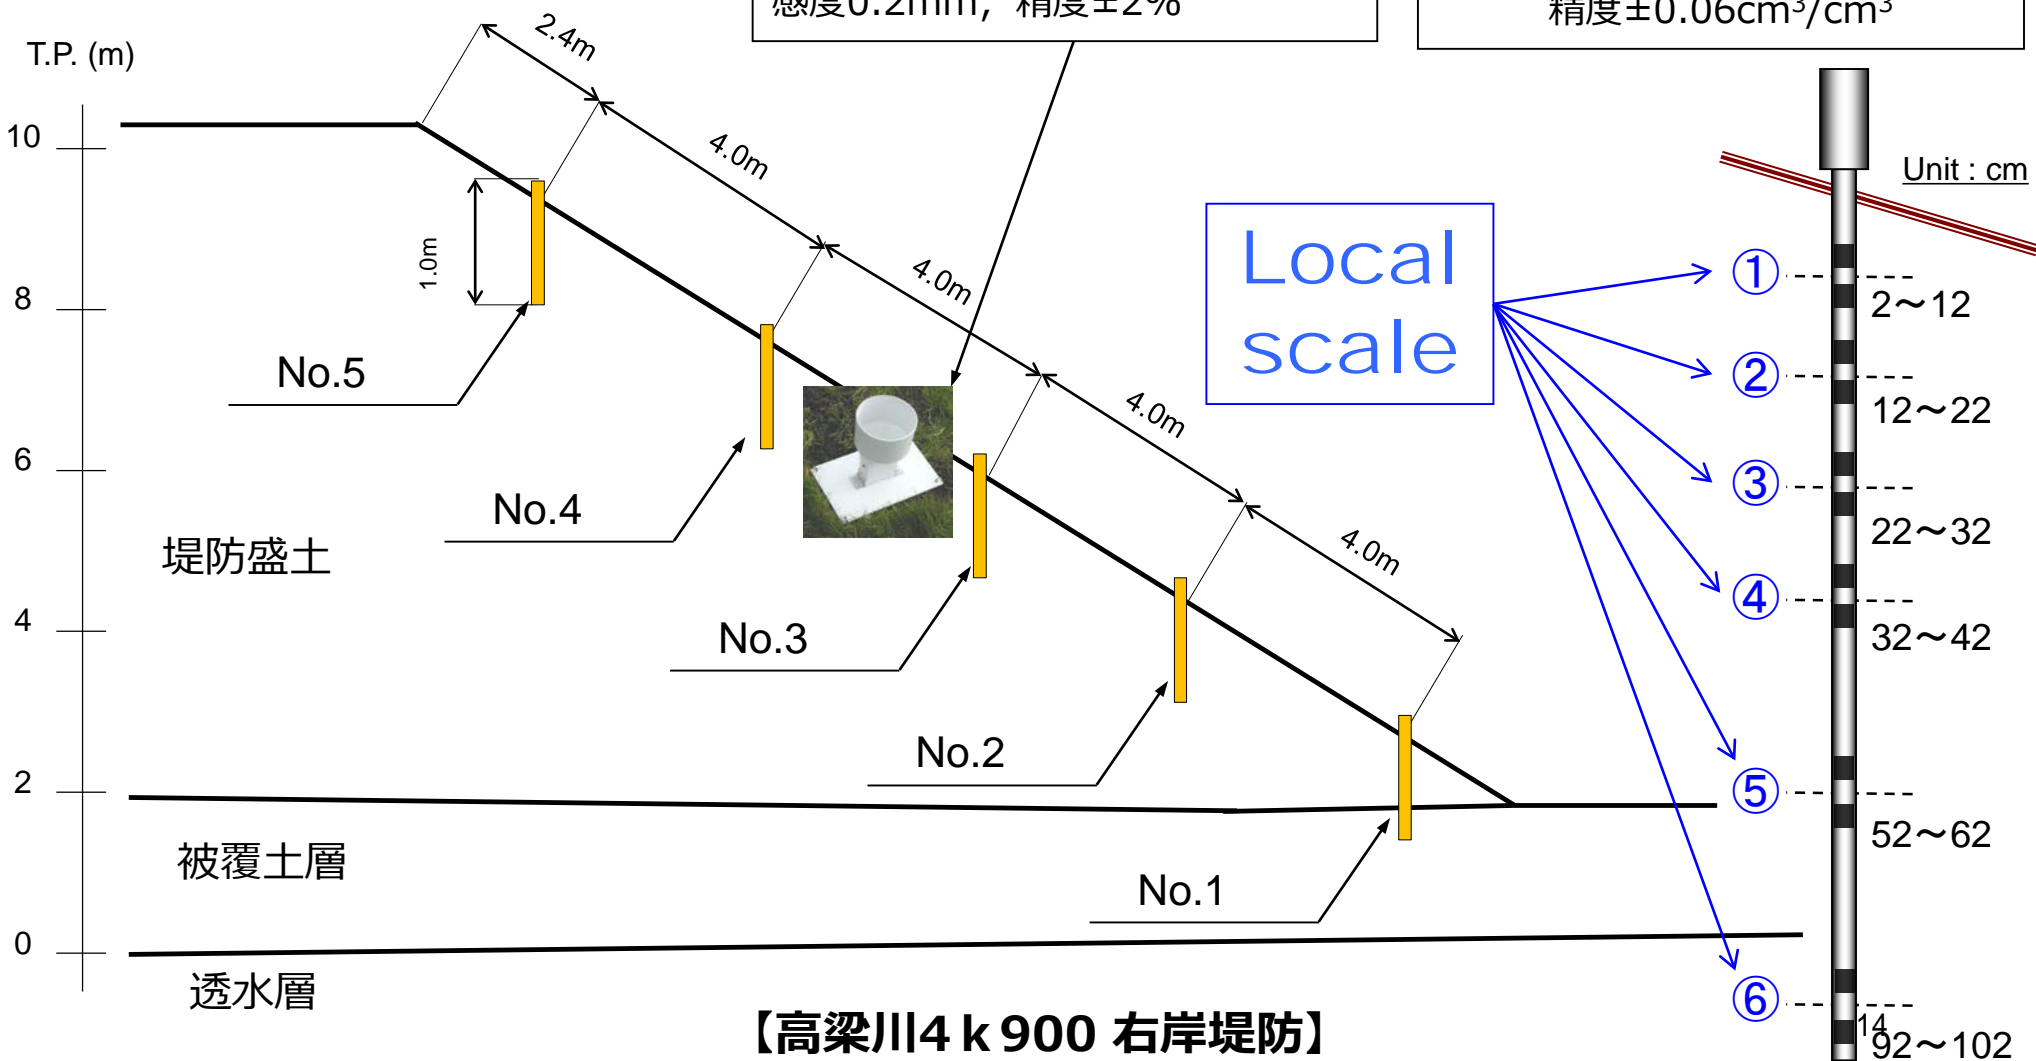 感度0.2mm，精度±2%
精度±0.06cm³/cm³
T.P. (m)
10
8
6
4
2
0
2.4m
4.0m
4.0m
4.0m
4.0m
1.0m
No.5
No.4
No.3
No.2
No.1
堤防盛土
被覆土層
透水層
Local
scale
Unit : cm
①
2～12
②
12～22
③
22～32
④
32～42
⑤
52～62
⑥
92～102
【高梁川4ｋ900 右岸堤防】
14